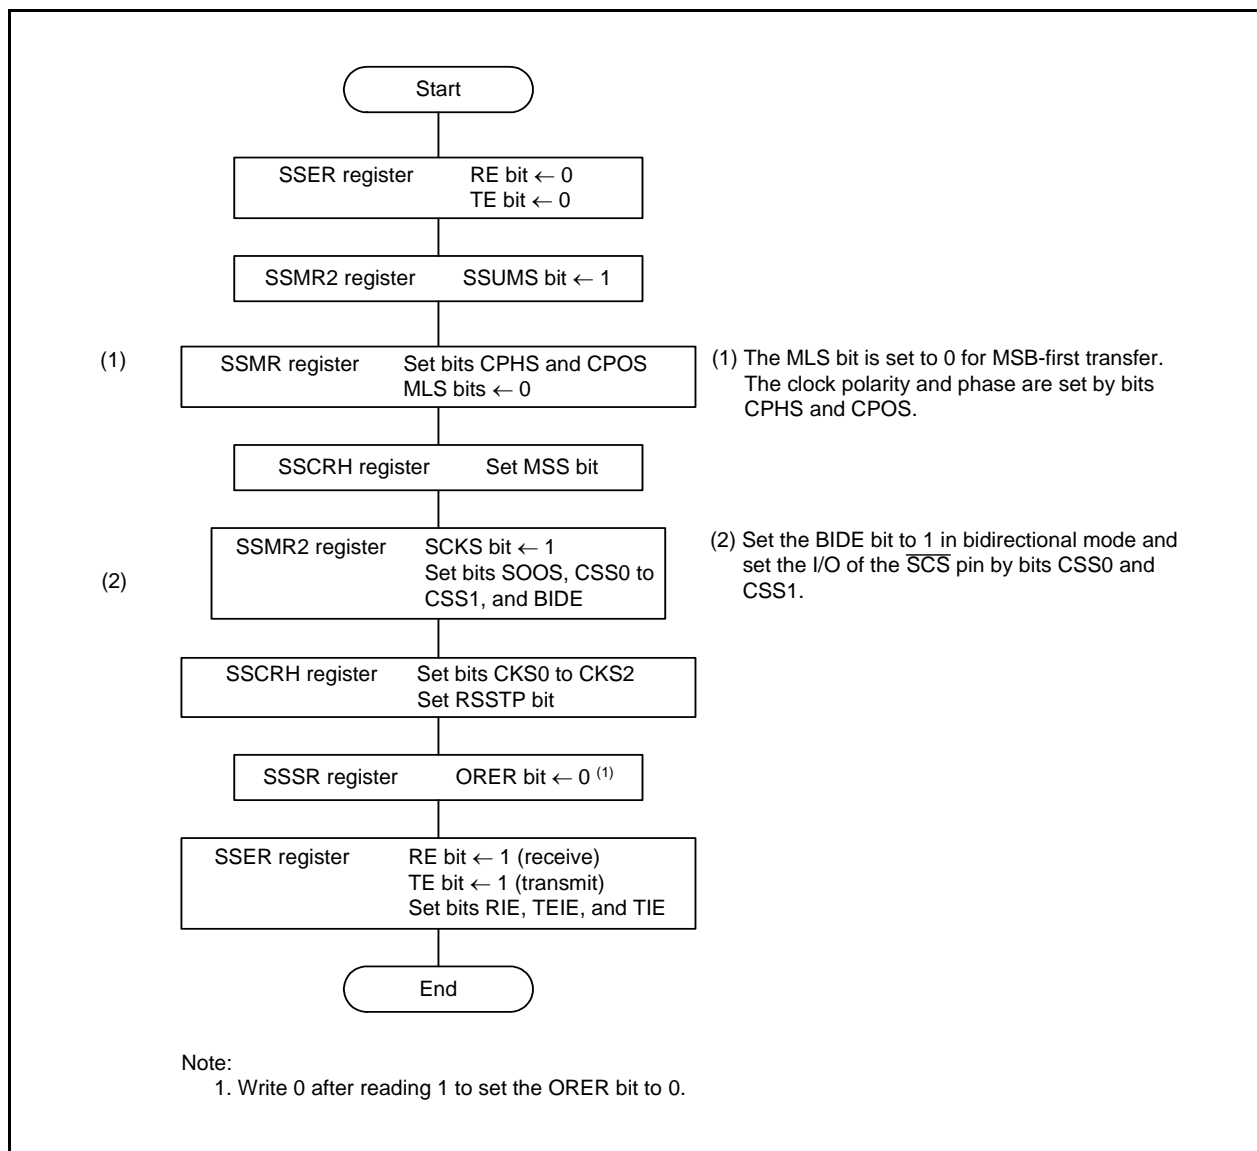 Start
SSER register RE bit ← 0
TE bit ← 0
SSMR2 register SSUMS bit ← 1
(1)
SSMR register Set bits CPHS and CPOS
MLS bits ← 0
(1) The MLS bit is set to 0 for MSB-first transfer.
The clock polarity and phase are set by bits
CPHS and CPOS.
SSCRH register Set MSS bit
(2)
SSMR2 register SCKS bit ← 1
Set bits SOOS, CSS0 to
CSS1, and BIDE
(2) Set the BIDE bit to 1 in bidirectional mode and
set the I/O of the S̅C̅S̅ pin by bits CSS0 and
CSS1.
SSCRH register Set bits CKS0 to CKS2
Set RSSTP bit
SSSR register ORER bit ← 0 (1)
SSER register RE bit ← 1 (receive)
TE bit ← 1 (transmit)
Set bits RIE, TEIE, and TIE
End
Note:
1. Write 0 after reading 1 to set the ORER bit to 0.